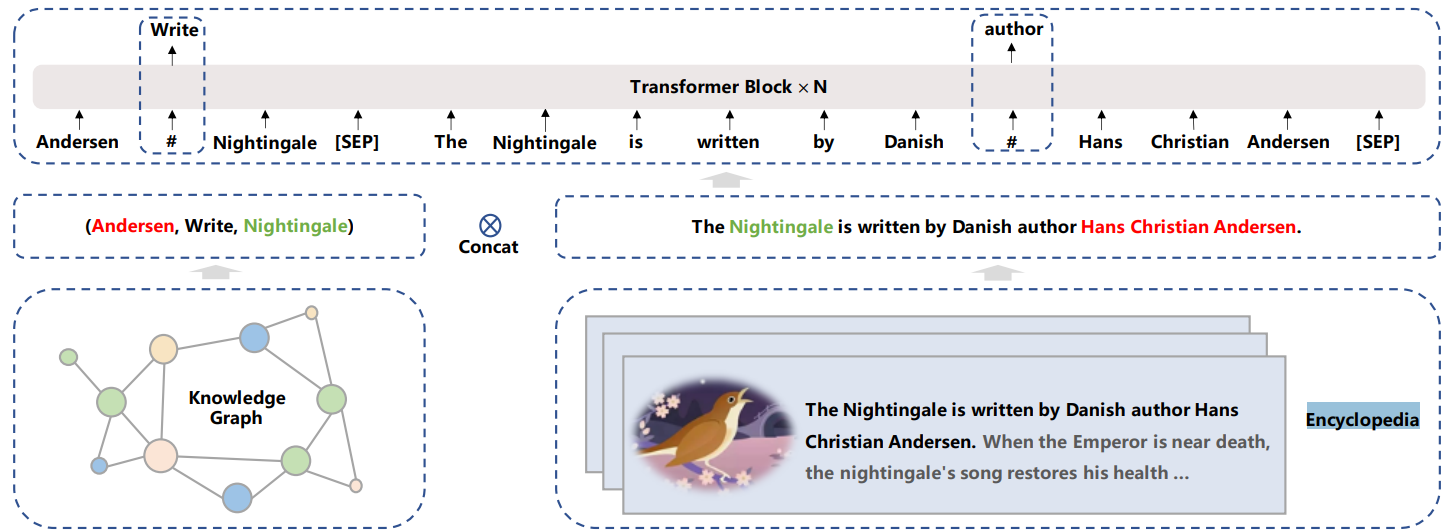 Write author
Transformer Block × N
Andersen # Nightingale [SEP] The Nightingale is written by Danish # Hans Christian Andersen [SEP]
(Andersen, Write, Nightingale)
Concat
The Nightingale is written by Danish author Hans Christian Andersen.
Knowledge
Graph
The Nightingale is written by Danish author Hans
Christian Andersen. When the Emperor is near death,
the nightingale's song restores his health ...
Encyclopedia